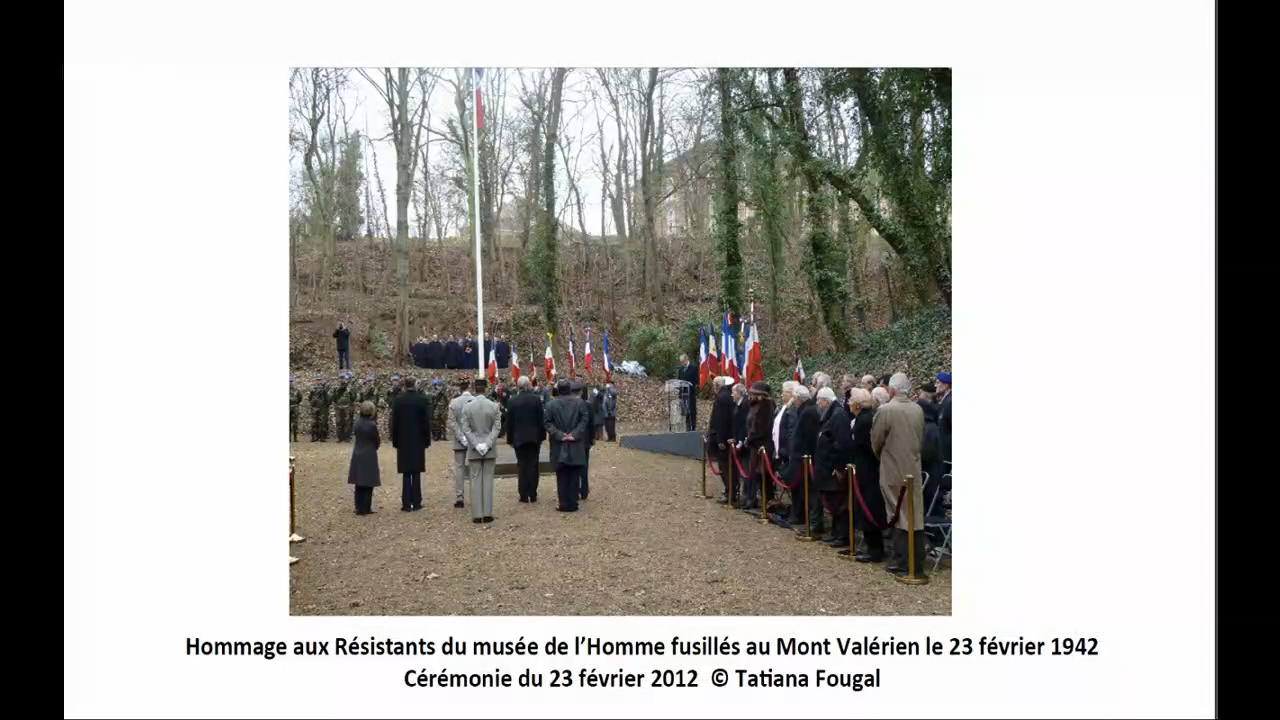 Hommage aux Résistants du musée de l’Homme fusillés au Mont Valérien le 23 février 1942
Cérémonie du 23 février 2012 © Tatiana Fougal